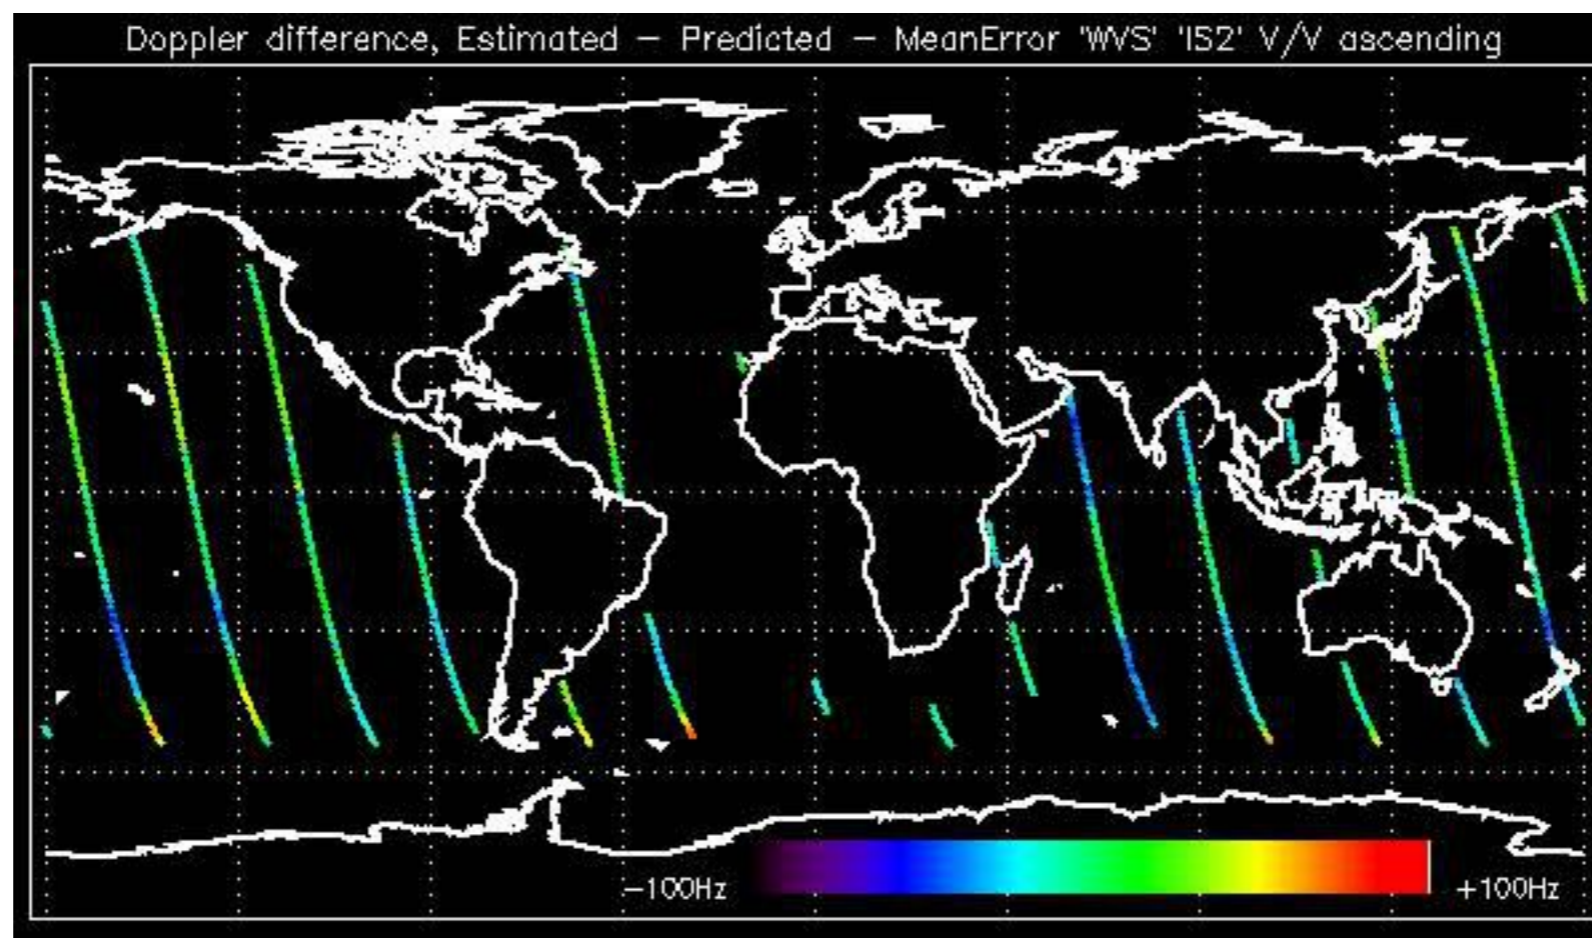 Doppler difference, Estimated − Predicted − MeanError 'WVS' 'IS2' V/V ascending
−100Hz
+100Hz